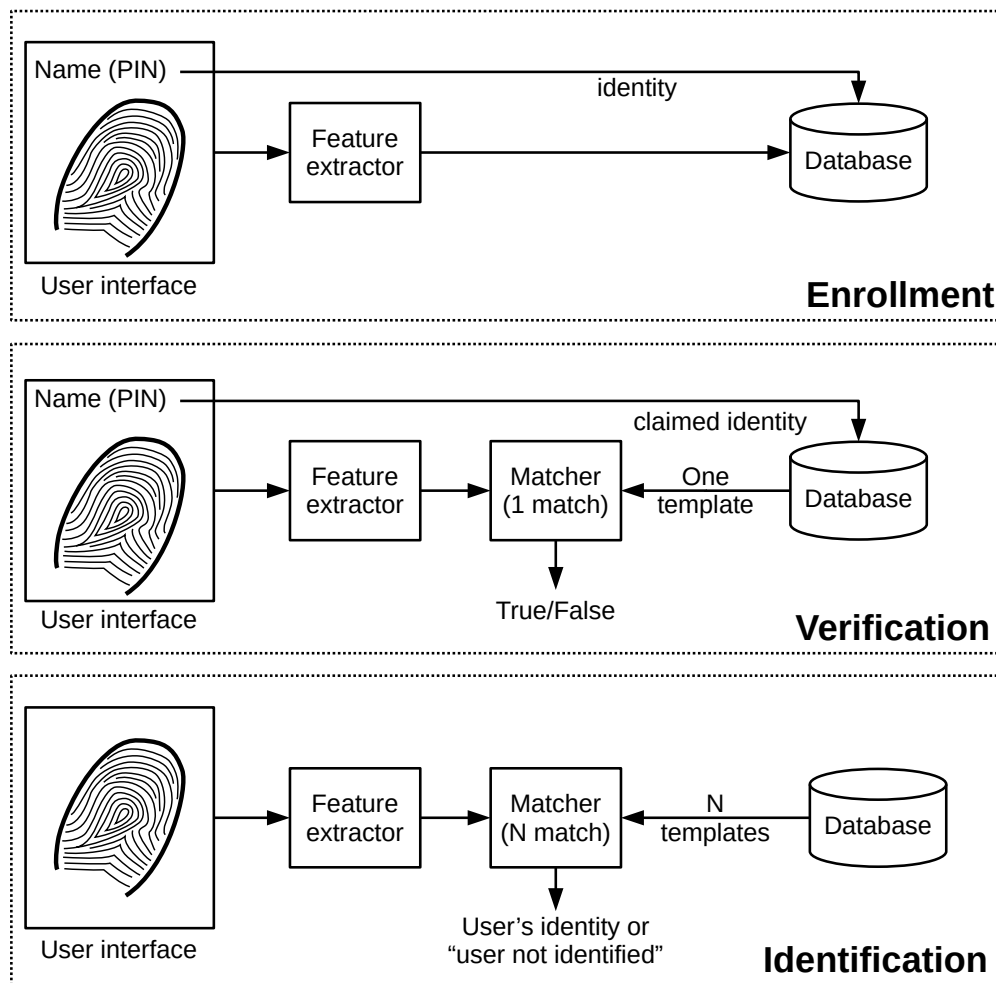 Name (PIN)
identity
Feature
extractor
Database
User interface
Enrollment
Name (PIN)
claimed identity
Feature
extractor
Matcher
(1 match)
One
template
Database
True/False
User interface
Verification
Feature
extractor
Matcher
(N match)
N
templates
Database
User interface
User’s identity or
“user not identified”
Identification